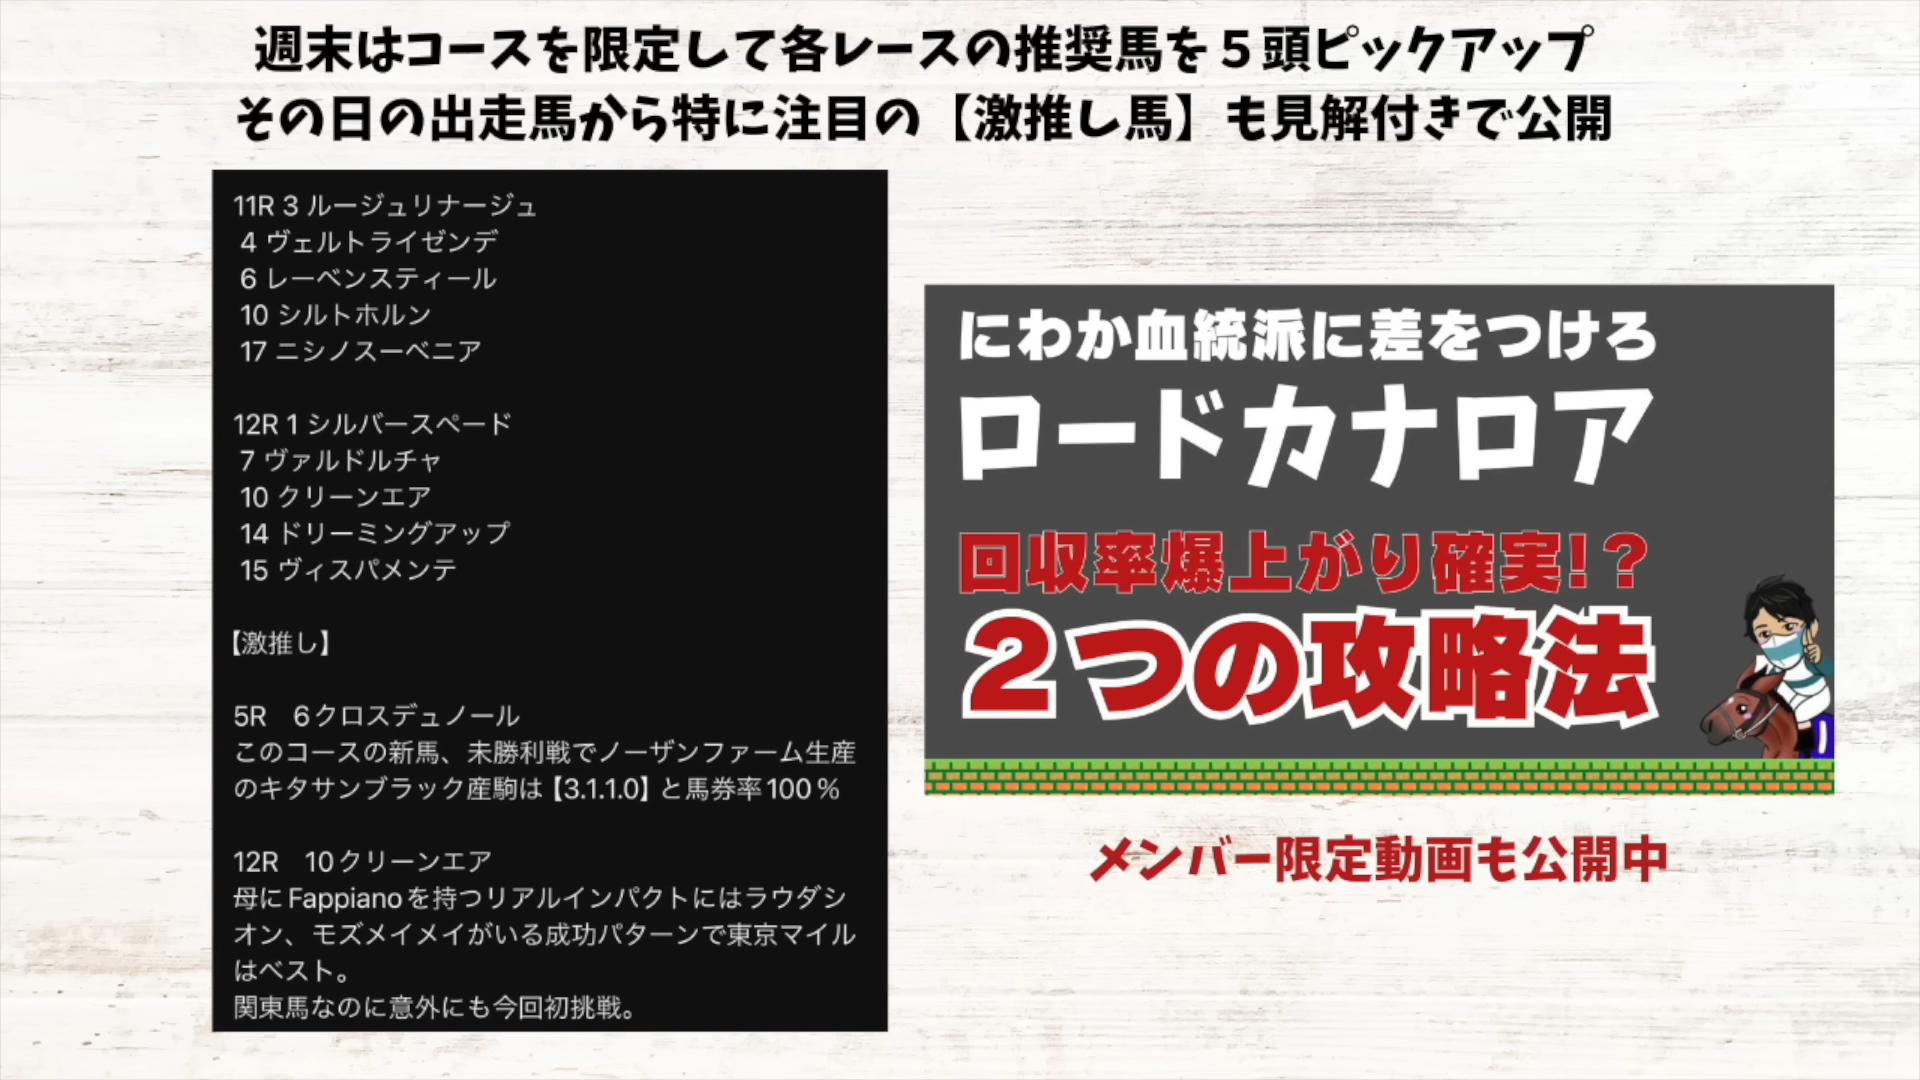 週末はコースを限定して各レースの推奨馬を５頭ピックアップ
その日の出走馬から特に注目の【激推し馬】も見解付きで公開
11R 3 ルージュリナージュ
4 ヴェルトライゼンデ
6 レーベンスティール
10 シルトホルン
17 ニシノスーベニア
12R 1 シルバースペード
7 ヴァルドルチャ
10 クリーンエア
14 ドリーミングアップ
15 ヴィスパメンテ
【激推し】
5R　6クロスデュノール
このコースの新馬、未勝利戦でノーザンファーム生産
のキタサンブラック産駒は【3.1.1.0】と馬券率100％
12R　10クリーンエア
母にFappianoを持つリアルインパクトにはラウダシ
オン、モズメイメイがいる成功パターンで東京マイル
はベスト。
関東馬なのに意外にも今回初挑戦。
にわか血統派に差をつけろ
ロードカナロア
回収率爆上がり確実!？
２つの攻略法
メンバー限定動画も公開中